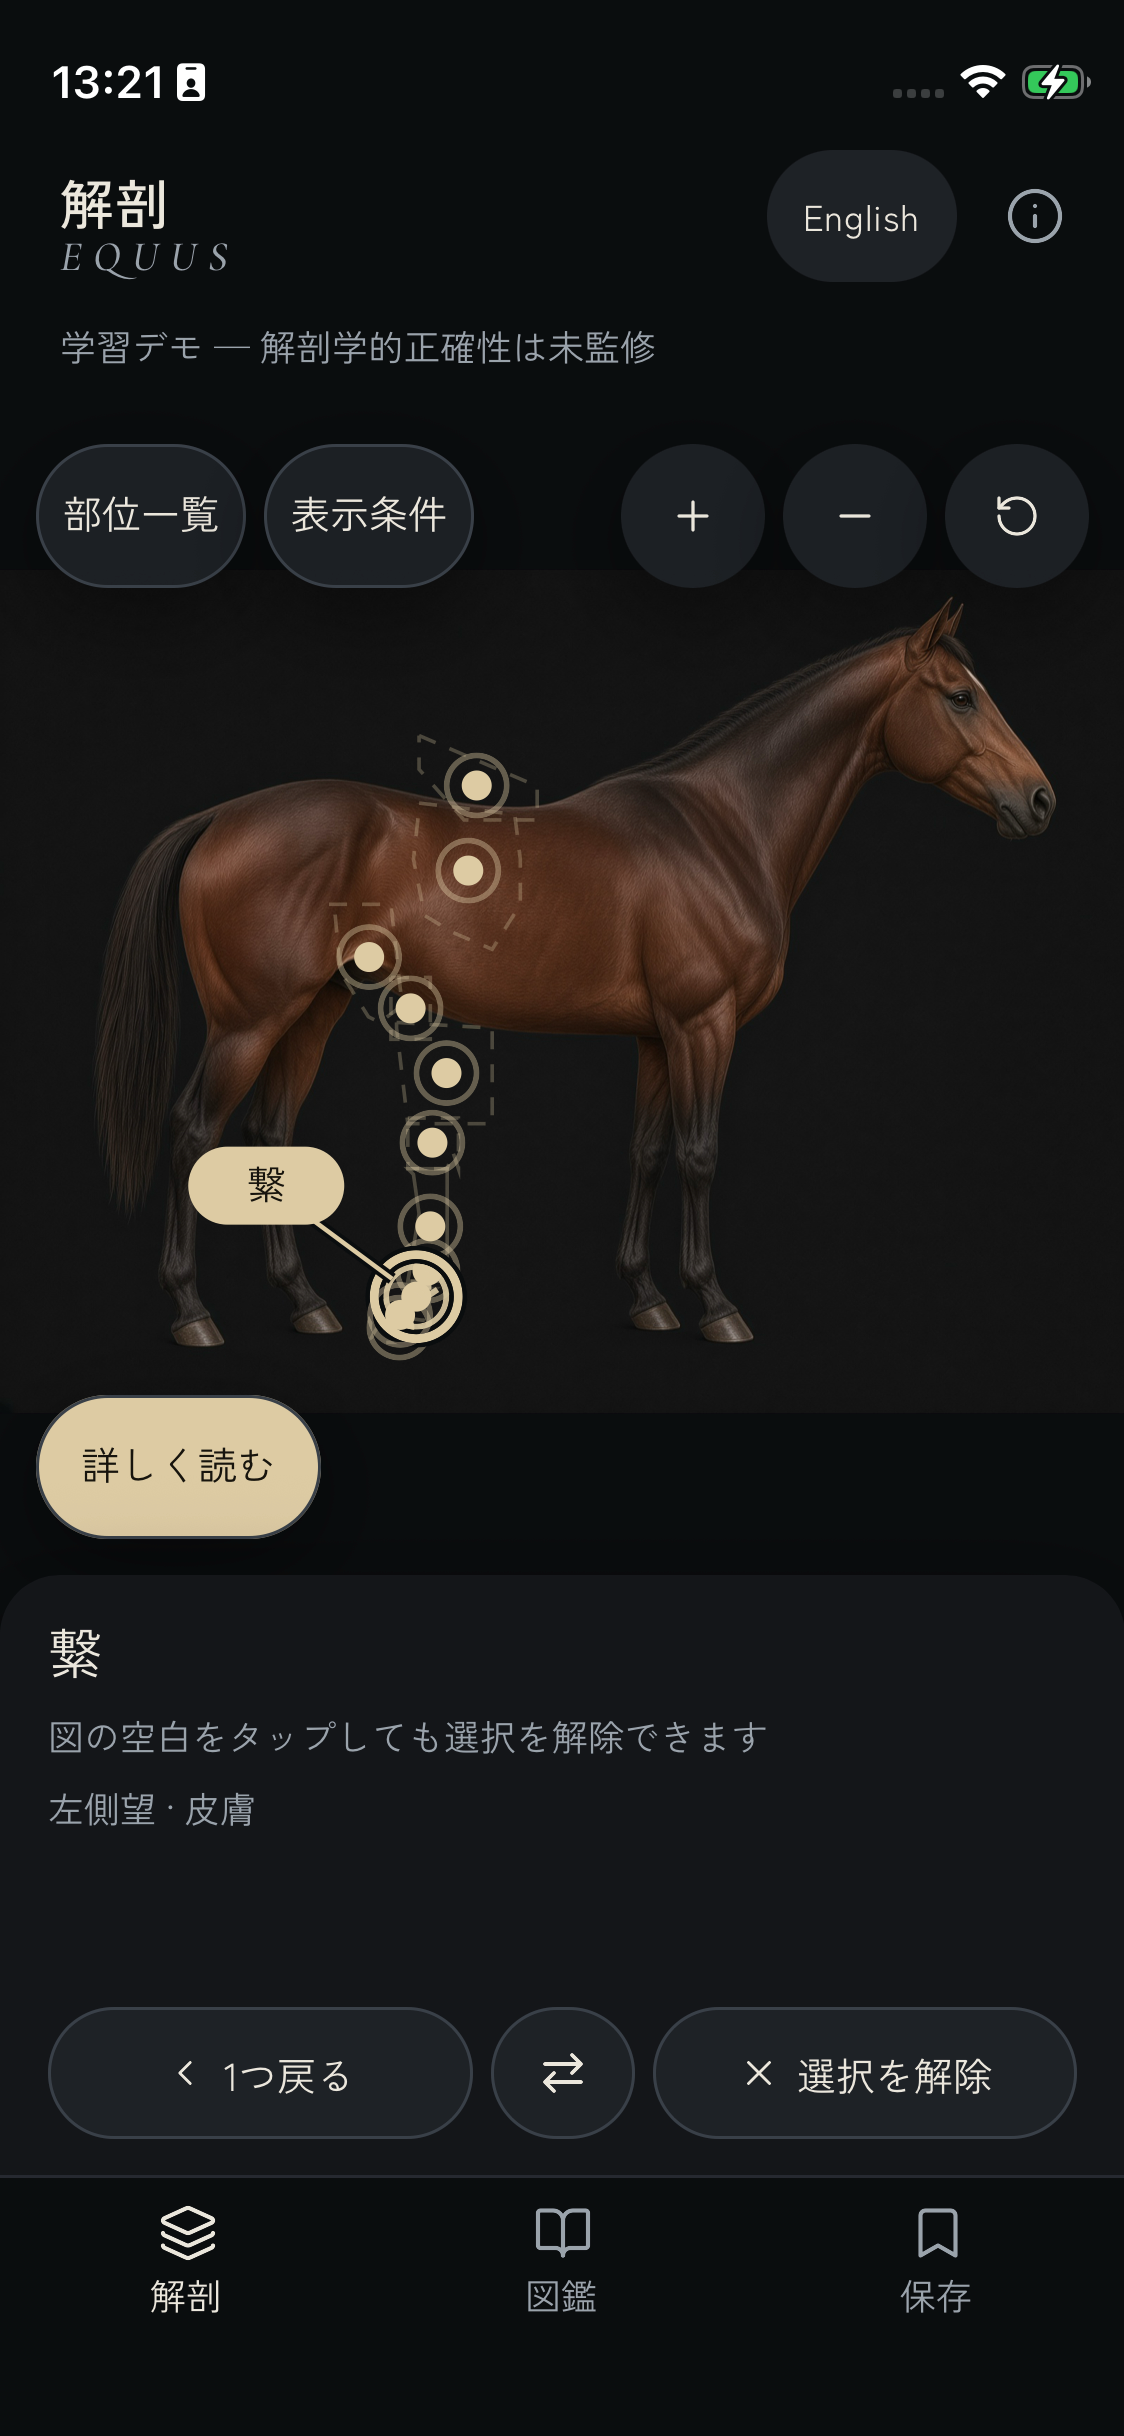 13:21
解剖
EQUUS
English
学習デモ — 解剖学的正確性は未監修
部位一覧
表示条件
繋
詳しく読む
繋
図の空白をタップしても選択を解除できます
左側望 · 皮膚
1つ戻る
選択を解除
解剖
図鑑
保存